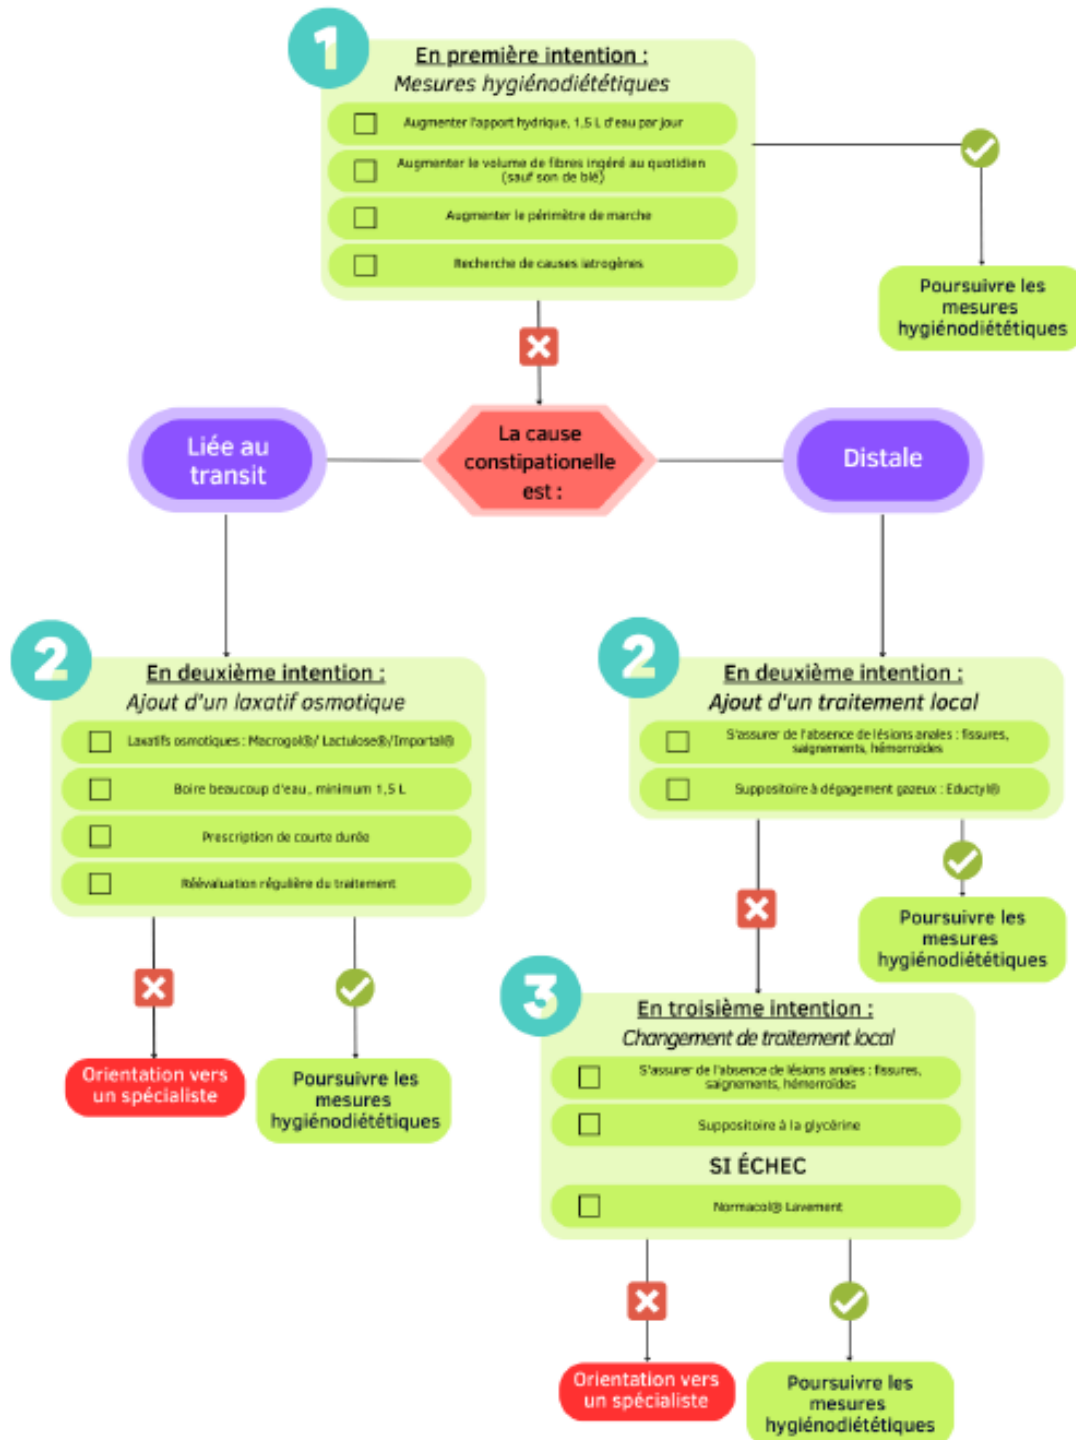 1
En première intention :
Mesures hygiénodiététiques
Augmenter l'apport hydrique, 1,5 L d'eau par jour
Augmenter le volume de fibres ingéré au quotidien
(sauf son de blé)
Augmenter le périmètre de marche
Recherche de causes iatrogènes
Poursuivre les
mesures
hygiénodiététiques
La cause
constipationelle
est :
Liée au
transit
Distale
2
En deuxième intention :
Ajout d'un laxatif osmotique
Laxatifs osmotiques : Macrogol®/ Lactulose®/Importal®
Boire beaucoup d'eau, minimum 1,5 L
Prescription de courte durée
Réévaluation régulière du traitement
Orientation vers
un spécialiste
Poursuivre les
mesures
hygiénodiététiques
2
En deuxième intention :
Ajout d'un traitement local
S'assurer de l'absence de lésions anales : fissures,
saignements, hémorroïdes
Suppositoire à dégagement gazeux : Eductyl®
Poursuivre les
mesures
hygiénodiététiques
3
En troisième intention :
Changement de traitement local
S'assurer de l'absence de lésions anales : fissures,
saignements, hémorroïdes
Suppositoire à la glycérine
SI ÉCHEC
Normacol® Lavement
Orientation vers
un spécialiste
Poursuivre les
mesures
hygiénodiététiques